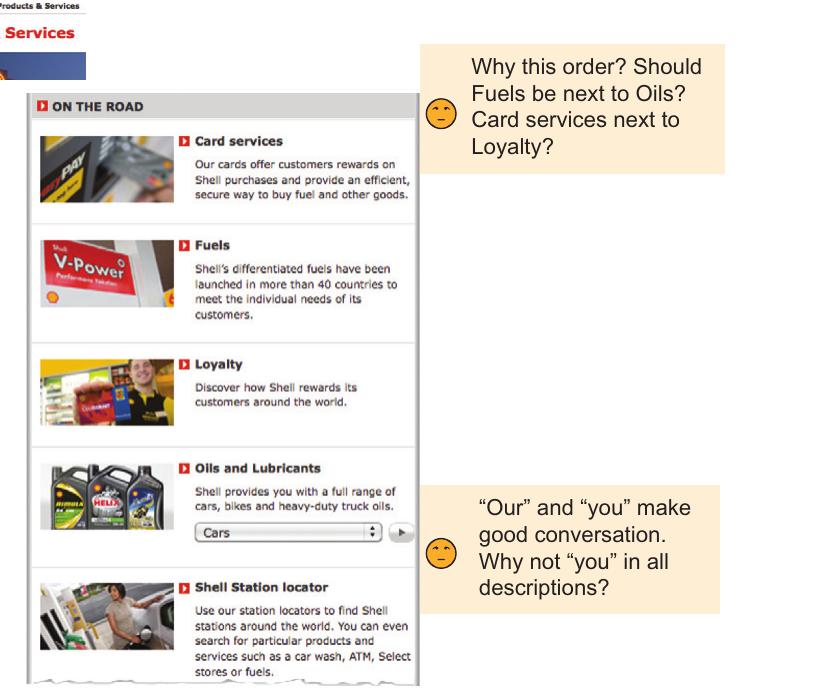 Products & Services
Services
ON THE ROAD
Card services
Our cards offer customers rewards on
Shell purchases and provide an efficient,
secure way to buy fuel and other goods.
PAY
Fuels
Shell's differentiated fuels have been
launched in more than 40 countries to
meet the individual needs of its
customers.
Shell
V-Power
Loyalty
Discover how Shell rewards its
customers around the world.
Oils and Lubricants
Shell provides you with a full range of
cars, bikes and heavy-duty truck oils.
RIMULA
HELIX
Cars
Shell Station locator
Use our station locators to find Shell
stations around the world. You can even
search for particular products and
services such as a car wash, ATM, Select
stores or fuels.
Why this order? Should
Fuels be next to Oils?
Card services next to
Loyalty?
“Our” and “you” make
good conversation.
Why not “you” in all
descriptions?